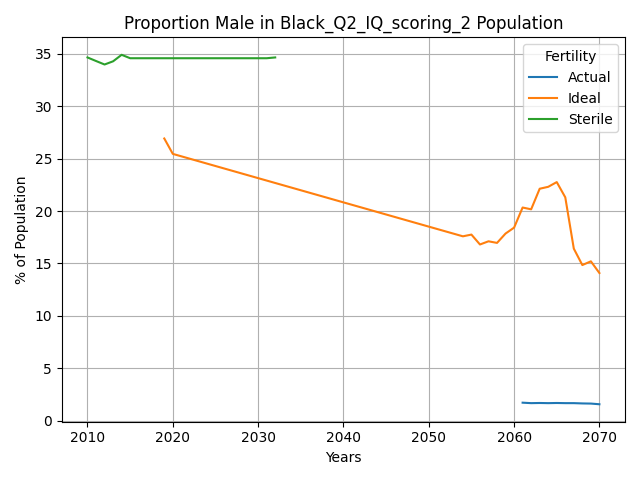 Proportion Male in Black_Q2_IQ_scoring_2 Population
% of Population
35
30
25
20
15
10
5
0
Fertility
Actual
Ideal
Sterile
2010 2020 2030 2040 2050 2060 2070
Years